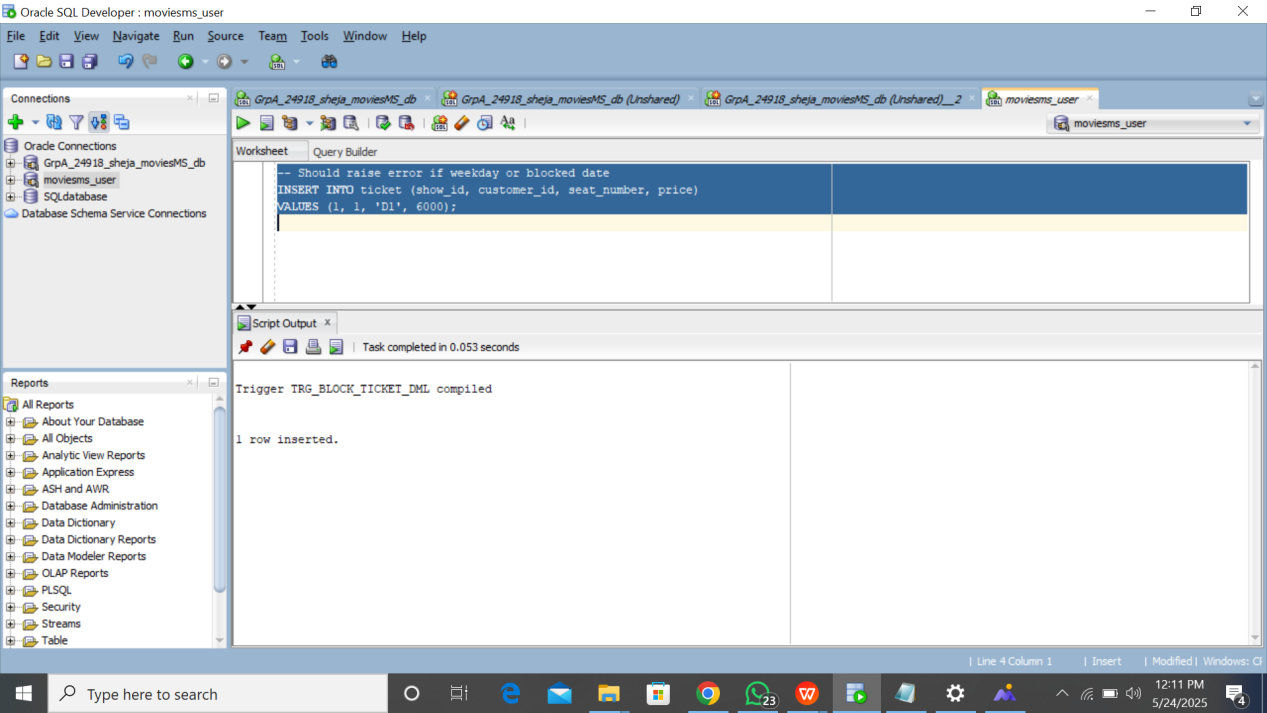 Oracle SQL Developer : moviesms_user
File Edit View Navigate Run Source Team Tools Window Help
Connections
Oracle Connections
GrpA_24918_sheja_moviesMS_db
moviesms_user
SQLdatabase
Database Schema Service Connections
Reports
All Reports
About Your Database
All Objects
Analytic View Reports
Application Express
ASH and AWR
Database Administration
Data Dictionary
Data Dictionary Reports
Data Modeler Reports
OLAP Reports
PLSQL
Security
Streams
Table
GrpA_24918_sheja_moviesMS_db GrpA_24918_sheja_moviesMS_db (Unshared) GrpA_24918_sheja_moviesMS_db (Unshared)__2 moviesms_user
moviesms_user
Worksheet Query Builder
-- Should raise error if weekday or blocked date
INSERT INTO ticket (show_id, customer_id, seat_number, price)
VALUES (1, 1, 'D1', 6000);
Script Output x
Task completed in 0.053 seconds
Trigger TRG_BLOCK_TICKET_DML compiled
1 row inserted.
Line 4 Column 1 | Insert | Modified | Windows: C
Type here to search
23
12:11 PM
5/24/2025
4